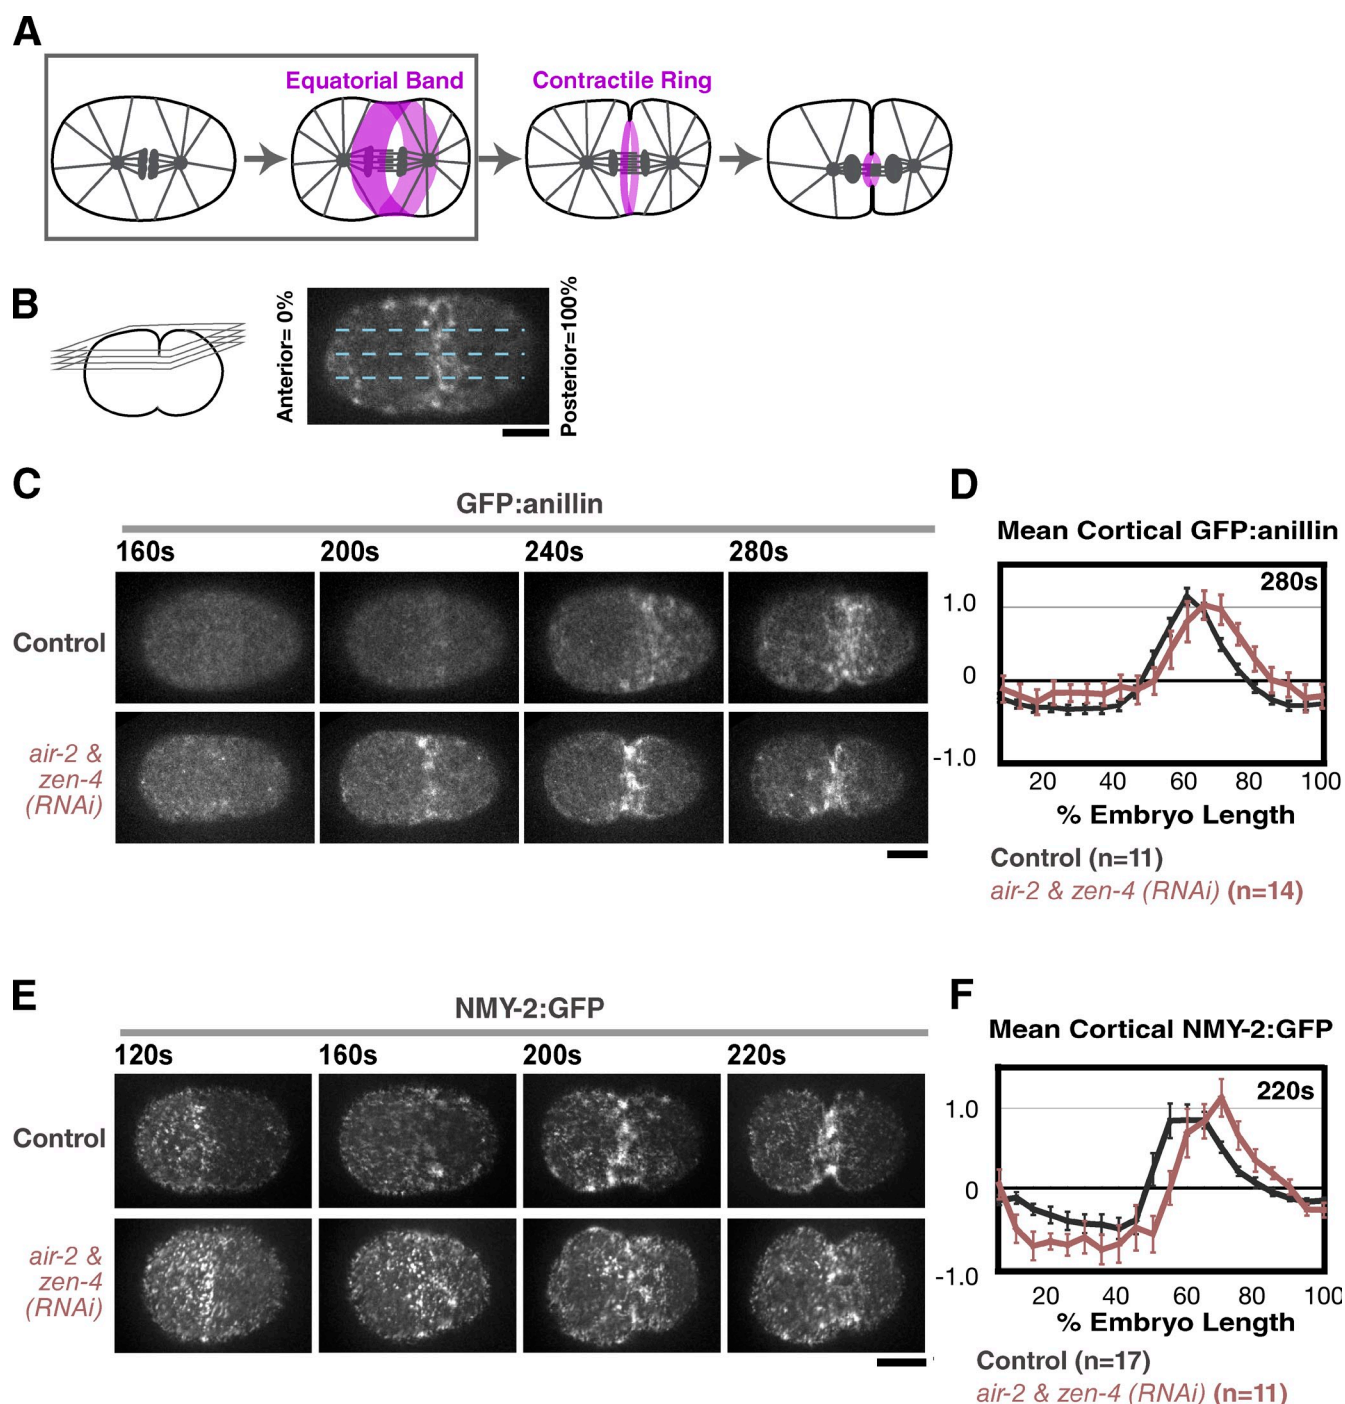 A
Equatorial Band
Contractile Ring
B
Anterior= 0%
Posterior=100%
C
GFP:anillin
160s
200s
240s
280s
Control
air-2 &
zen-4
(RNAi)
D
Mean Cortical GFP:anillin
280s
1.0
0
-1.0
20 40 60 80 100
% Embryo Length
Control (n=11)
air-2 & zen-4 (RNAi) (n=14)
E
NMY-2:GFP
120s
160s
200s
220s
Control
air-2 &
zen-4
(RNAi)
F
Mean Cortical NMY-2:GFP
220s
1.0
0
-1.0
20 40 60 80 100
% Embryo Length
Control (n=17)
air-2 & zen-4 (RNAi) (n=11)